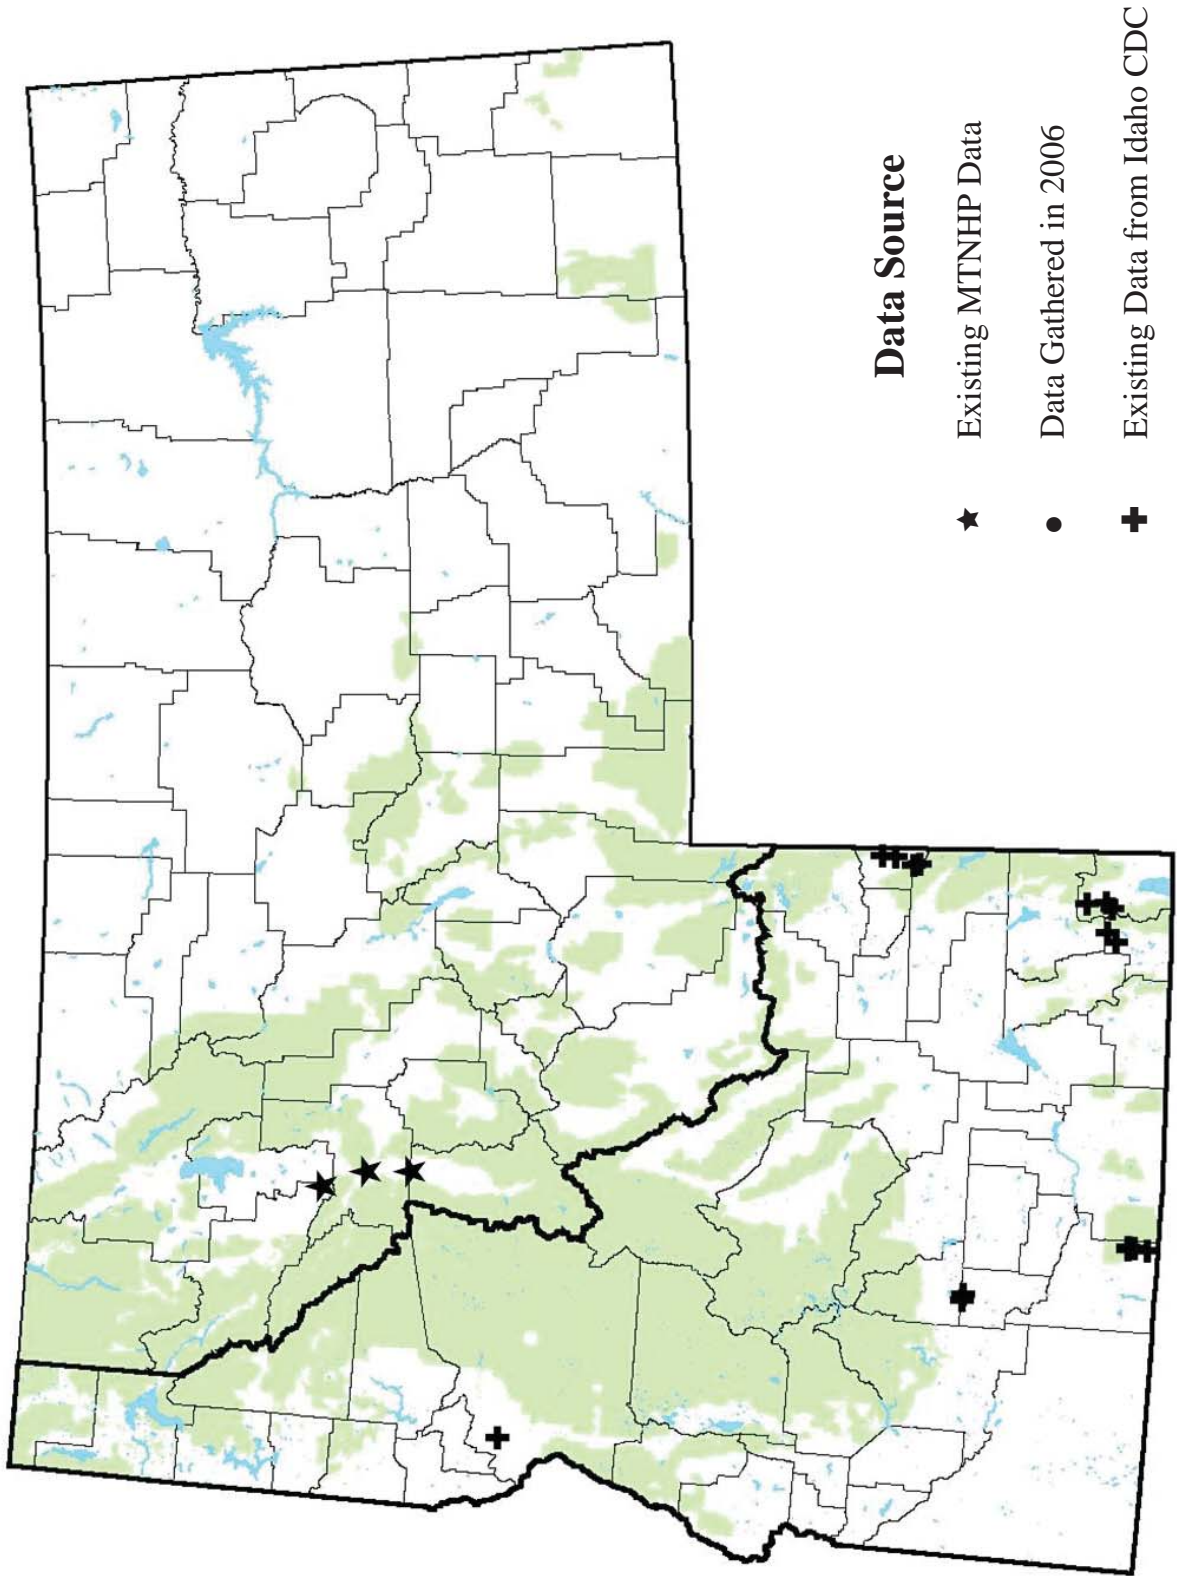 Data Source
Existing MTNHP Data
Data Gathered in 2006
Existing Data from Idaho CDC